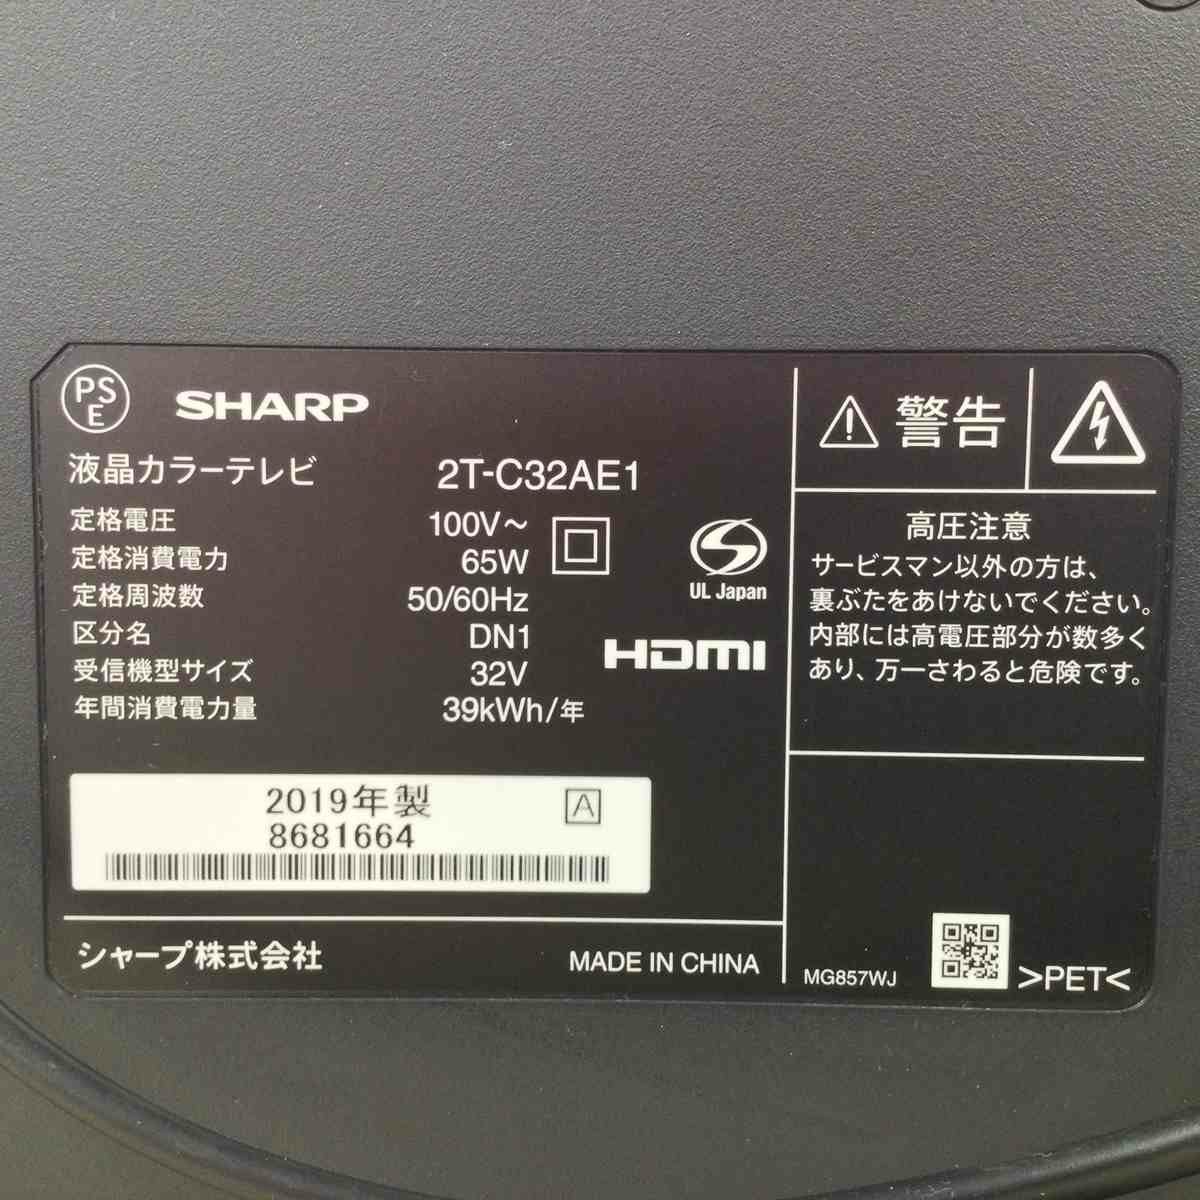 PS
E
SHARP
液晶カラーテレビ 2T-C32AE1
定格電圧 100V～
定格消費電力 65W
定格周波数 50/60Hz
区分名 DN1
受信機型サイズ 32V
年間消費電力量 39kWh/年
UL Japan
HDMI
2019年製 A
8681664
シャープ株式会社 MADE IN CHINA
警告
高圧注意
サービスマン以外の方は、
裏ぶたをあけないでください。
内部には高電圧部分が数多く
あり、万一さわると危険です。
MG857WJ >PET<